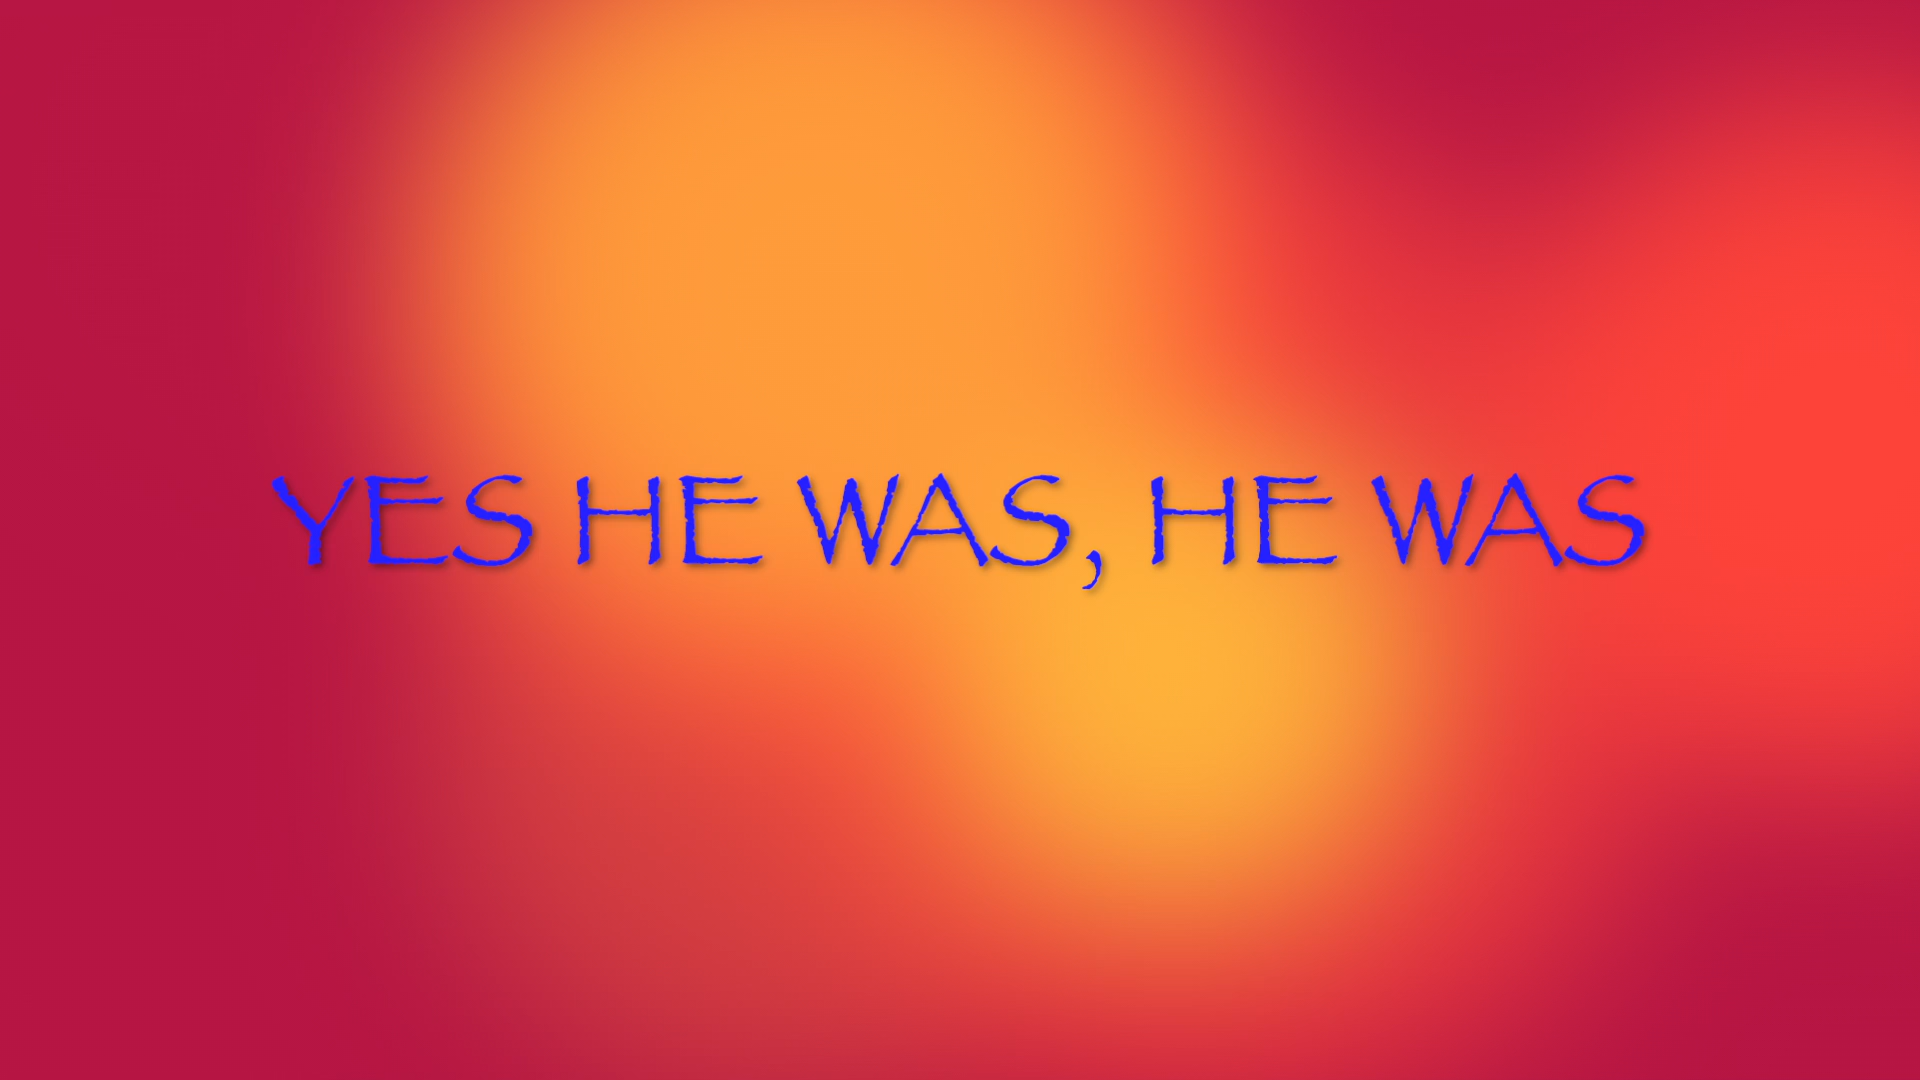 YES HE WAS, HE WAS